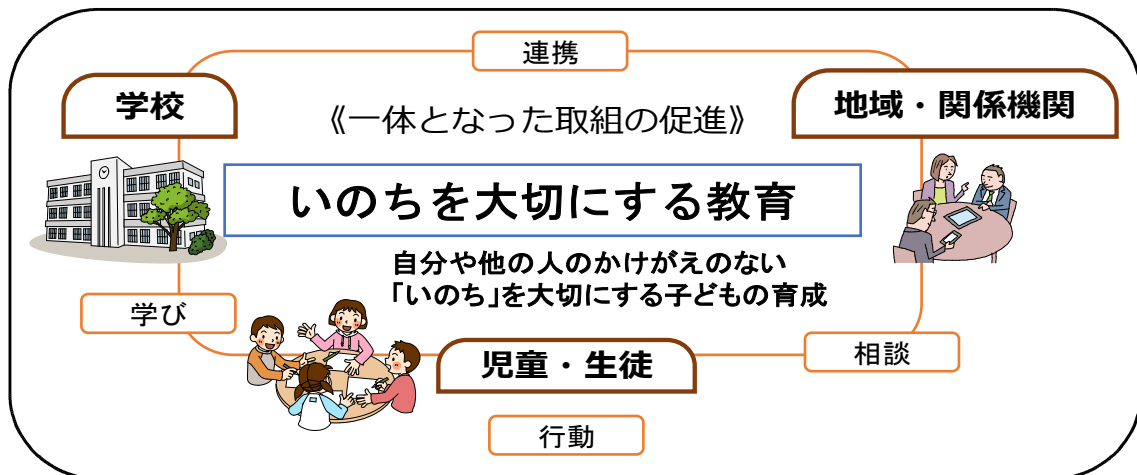 連携
学校
地域・関係機関
《一体となった取組の促進》
いのちを大切にする教育
自分や他の人のかけがえのない
「いのち」を大切にする子どもの育成
学び
相談
児童・生徒
行動